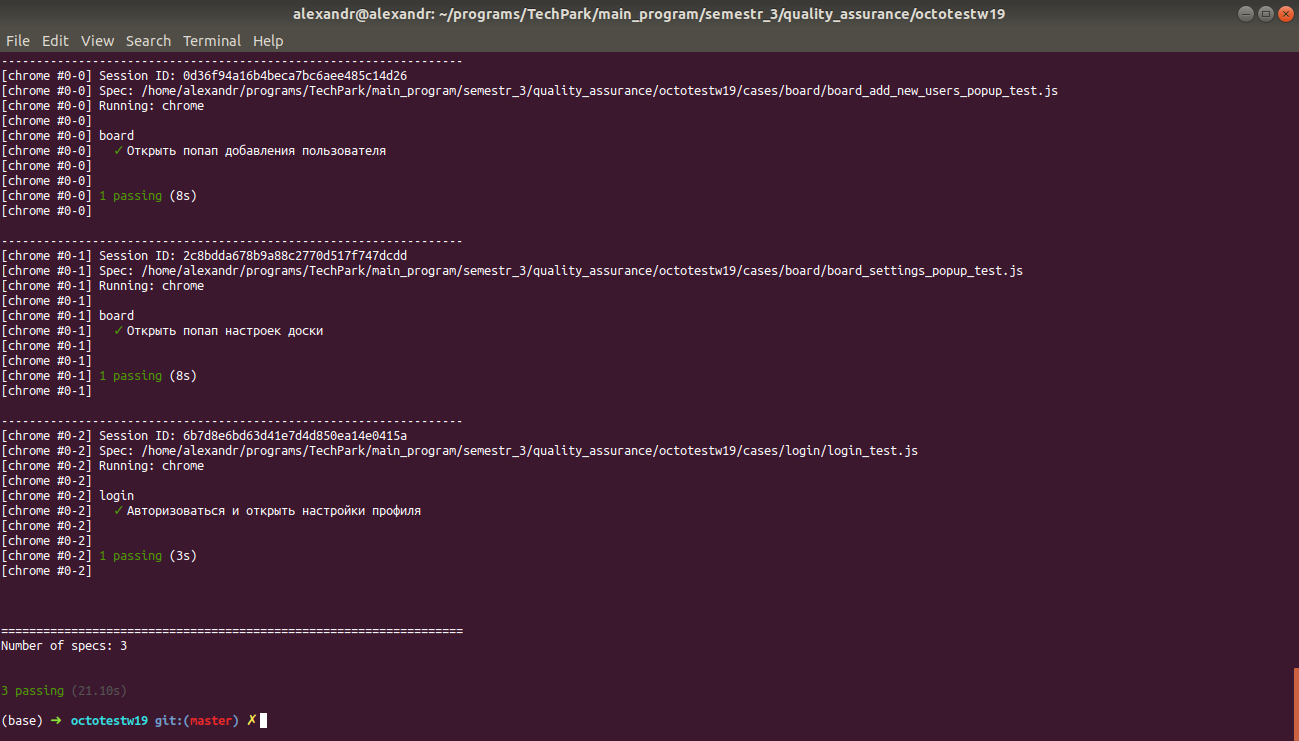 alexandr@alexandr: ~/programs/TechPark/main_program/semestr_3/quality_assurance/octotestw19
File Edit View Search Terminal Help
------------------------------------------------------------------
[chrome #0-0] Session ID: 0d36f94a16b4beca7bc6aee485c14d26
[chrome #0-0] Spec: /home/alexandr/programs/TechPark/main_program/semestr_3/quality_assurance/octotestw19/cases/board/board_add_new_users_popup_test.js
[chrome #0-0] Running: chrome
[chrome #0-0]
[chrome #0-0] board
[chrome #0-0]   ✓ Открыть попап добавления пользователя
[chrome #0-0]
[chrome #0-0]
[chrome #0-0] 1 passing (8s)
[chrome #0-0]
------------------------------------------------------------------
[chrome #0-1] Session ID: 2c8bdda678b9a88c2770d517f747dcdd
[chrome #0-1] Spec: /home/alexandr/programs/TechPark/main_program/semestr_3/quality_assurance/octotestw19/cases/board/board_settings_popup_test.js
[chrome #0-1] Running: chrome
[chrome #0-1]
[chrome #0-1] board
[chrome #0-1]   ✓ Открыть попап настроек доски
[chrome #0-1]
[chrome #0-1]
[chrome #0-1] 1 passing (8s)
[chrome #0-1]
------------------------------------------------------------------
[chrome #0-2] Session ID: 6b7d8e6bd63d41e7d4d850ea14e0415a
[chrome #0-2] Spec: /home/alexandr/programs/TechPark/main_program/semestr_3/quality_assurance/octotestw19/cases/login/login_test.js
[chrome #0-2] Running: chrome
[chrome #0-2]
[chrome #0-2] login
[chrome #0-2]   ✓ Авторизоваться и открыть настройки профиля
[chrome #0-2]
[chrome #0-2]
[chrome #0-2] 1 passing (3s)
[chrome #0-2]
==================================================================
Number of specs: 3
3 passing (21.10s)
(base) ➜ octotestw19 git:(master) ✗